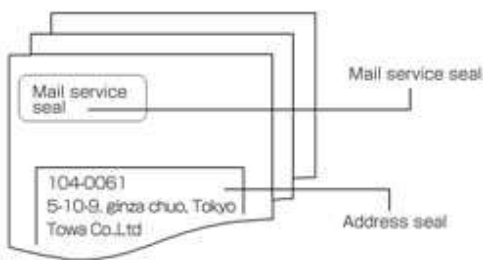 Mail service
seal
Mail service seal
104-0061
5-10-9, ginza chuo, Tokyo
Towa Co.,Ltd
Address seal